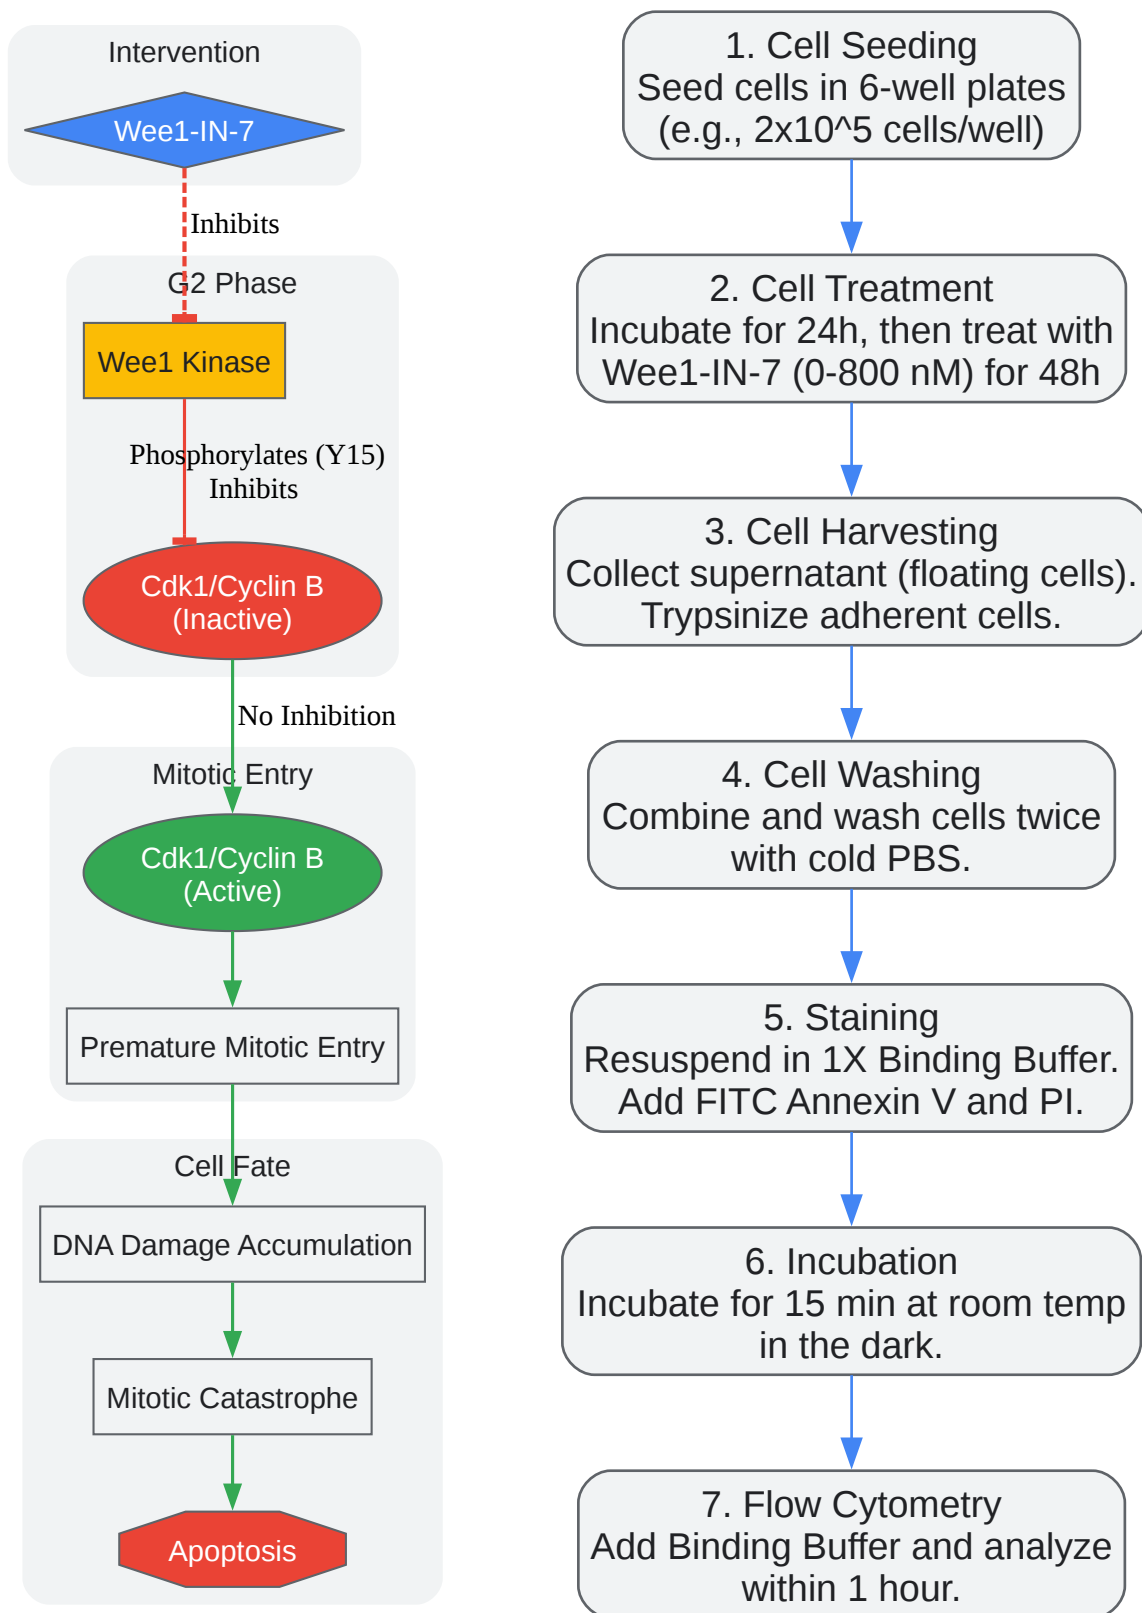 Intervention
Wee1-IN-7
Inhibits
G2 Phase
Wee1 Kinase
Phosphorylates (Y15)
Inhibits
Cdk1/Cyclin B
(Inactive)
No Inhibition
Mitotic Entry
Cdk1/Cyclin B
(Active)
Premature Mitotic Entry
Cell Fate
DNA Damage Accumulation
Mitotic Catastrophe
Apoptosis
1. Cell Seeding
Seed cells in 6-well plates
(e.g., 2x10^5 cells/well)
2. Cell Treatment
Incubate for 24h, then treat with
Wee1-IN-7 (0-800 nM) for 48h
3. Cell Harvesting
Collect supernatant (floating cells).
Trypsinize adherent cells.
4. Cell Washing
Combine and wash cells twice
with cold PBS.
5. Staining
Resuspend in 1X Binding Buffer.
Add FITC Annexin V and PI.
6. Incubation
Incubate for 15 min at room temp
in the dark.
7. Flow Cytometry
Add Binding Buffer and analyze
within 1 hour.